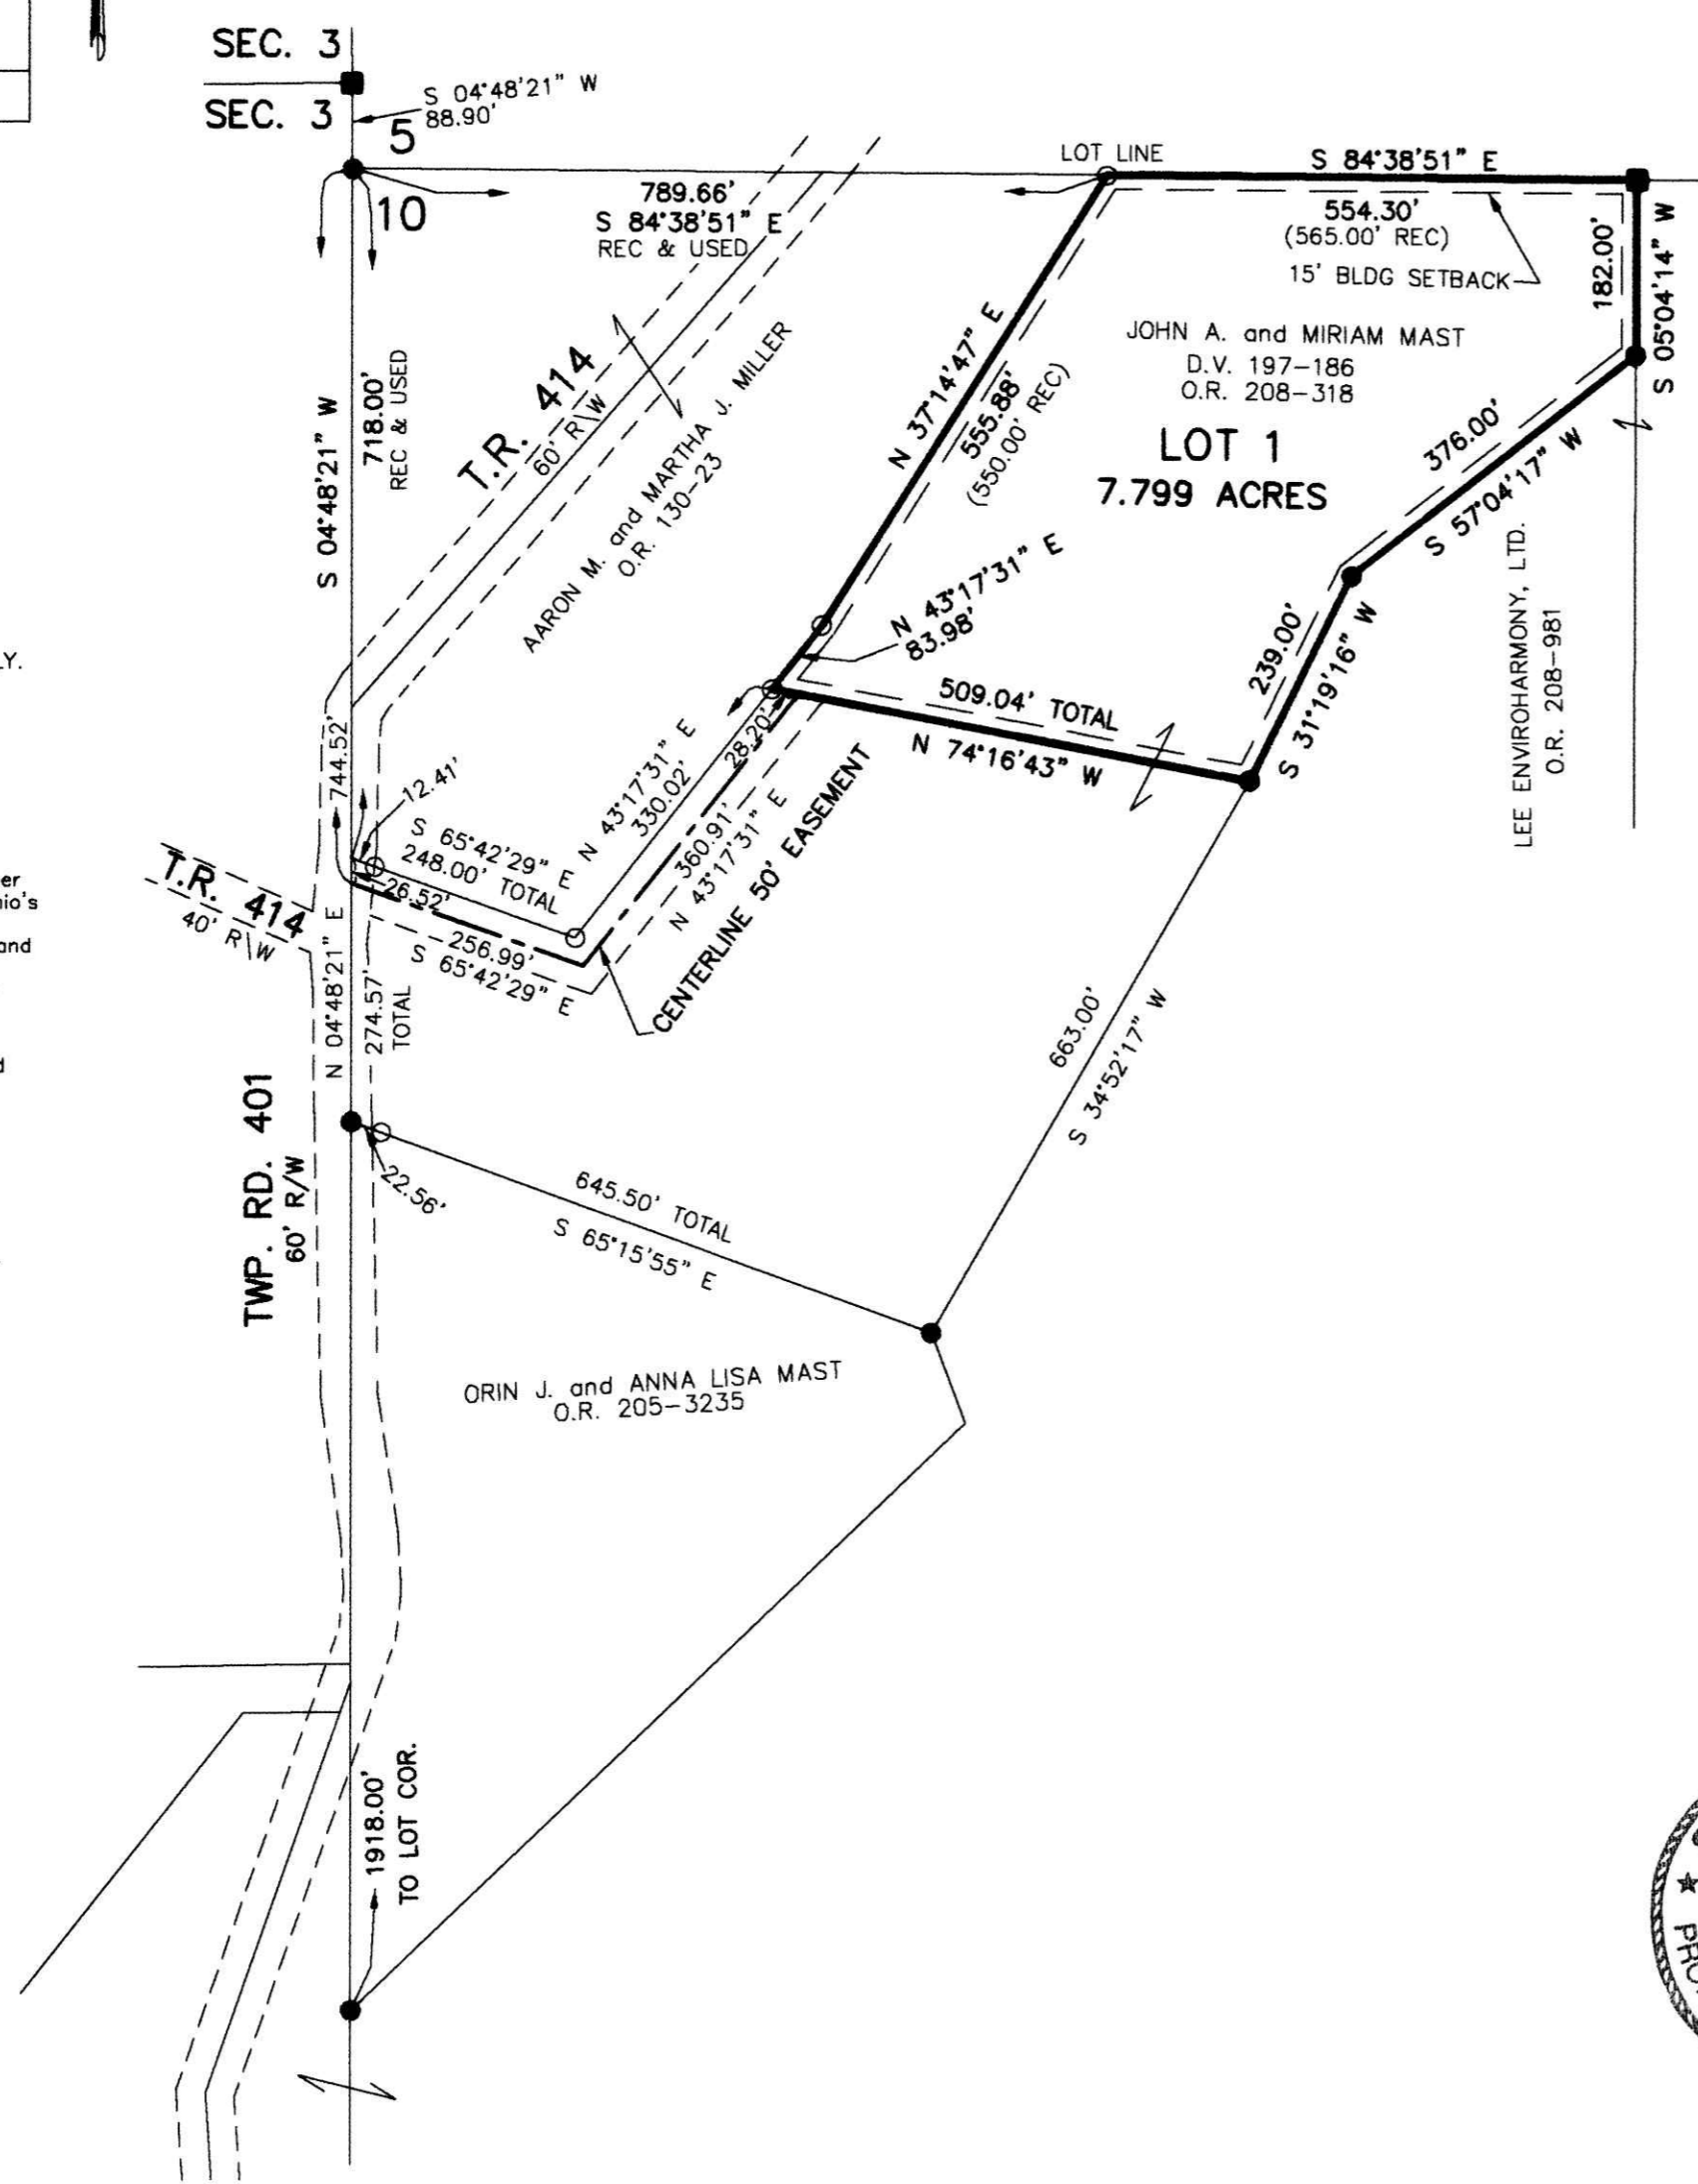 SEC. 3
SEC. 3
S 04°48'21" W
88.90'
5
10
LOT LINE
S 84°38'51" E
789.66'
S 84°38'51" E
REC & USED
554.30'
(565.00' REC)
15' BLDG SETBACK
182.00'
S 05°04'14" W
JOHN A. and MIRIAM MAST
D.V. 197-186
O.R. 208-318
LOT 1
7.799 ACRES
N 37°14'47" E
555.88'
(550.00' REC)
S 04°48'21" W
718.00'
REC & USED
T.R. 414
60' R\W
AARON M. and MARTHA J. MILLER
O.R. 130-23
376.00'
S 57°04'17" W
LEE ENVIROHARMONY, LTD.
O.R. 208-981
N 43°17'31" E
83.98'
239.00'
S 31°19'16" W
509.04' TOTAL
N 74°16'43" W
LY.
744.52'
12.41'
S 65°42'29" E
248.00' TOTAL
N 43°17'31" E
330.02'
28.20'
360.91'
N 43°17'31" E
CENTERLINE 50' EASEMENT
T.R. 414
40' R\W
26.52'
256.99'
S 65°42'29" E
er
io's
and
d
N 04°48'21" E
274.57'
TOTAL
663.00'
S 34°52'17" W
TWP. RD. 401
60' R/W
22.56'
645.50' TOTAL
S 65°15'55" E
ORIN J. and ANNA LISA MAST
O.R. 205-3235
1918.00'
TO LOT COR.